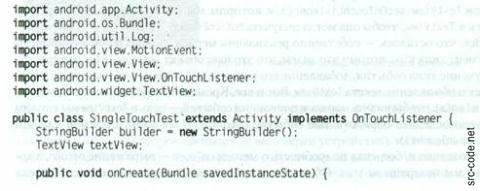 import android.app.Activity;
import android.os.Bundle;
import android.util.Log;
import android.view.MotionEvent;
import android.view.View;
import android.view.View.OnTouchListener;
import android.widget.TextView;
public class SingleTouchTest extends Activity implements OnTouchListener {
StringBuilder builder = new StringBuilder();
TextView textView;
public void onCreate(Bundle savedInstanceState) {
src-code.net